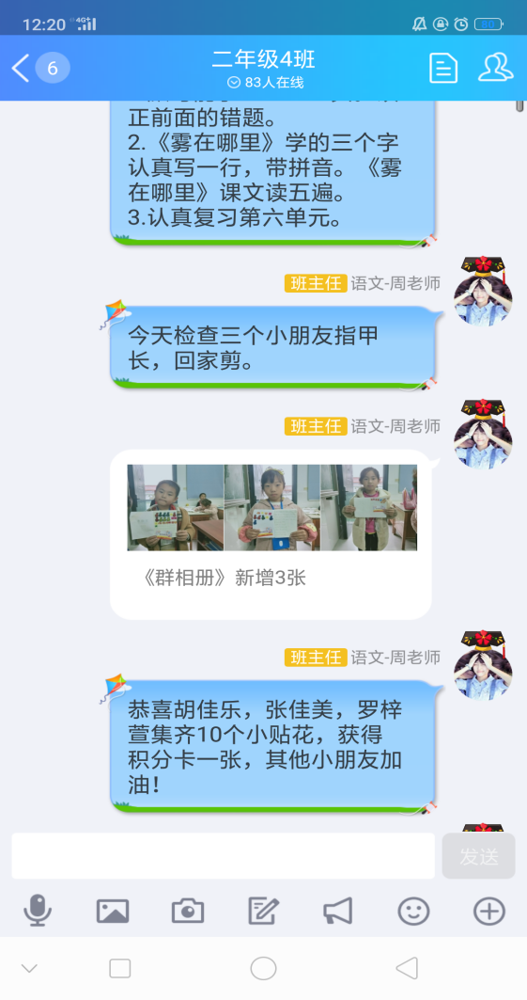 12:20
4G+
80
6
二年级4班
83人在线
正前面的错题。
2.《雾在哪里》学的三个字
认真写一行，带拼音。《雾
在哪里》课文读五遍。
3.认真复习第六单元。
班主任 语文-周老师
今天检查三个小朋友指甲
长，回家剪。
班主任 语文-周老师
《群相册》新增3张
班主任 语文-周老师
恭喜胡佳乐，张佳美，罗梓
萱集齐10个小贴花，获得
积分卡一张，其他小朋友加
油！
发送